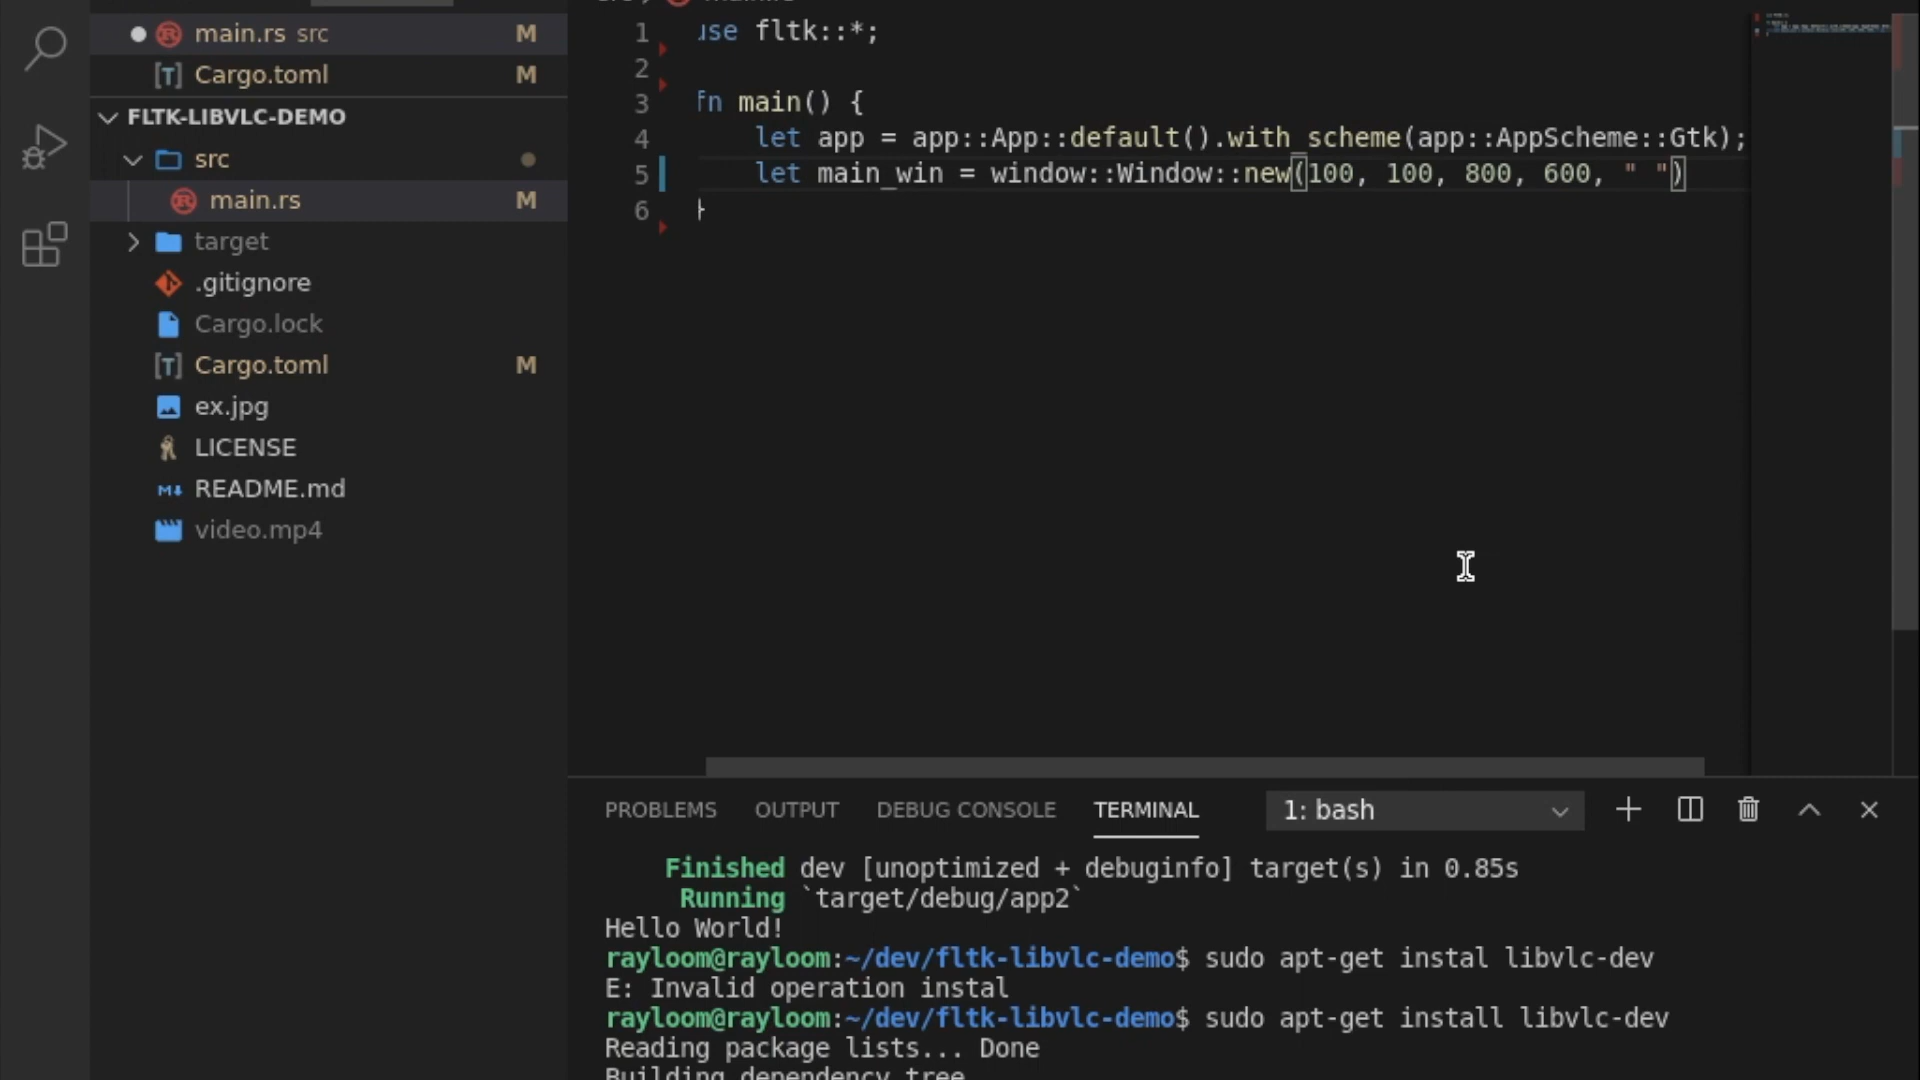 main.rs src M
Cargo.toml M
FLTK-LIBVLC-DEMO
src
main.rs M
target
.gitignore
Cargo.lock
Cargo.toml M
ex.jpg
LICENSE
README.md
video.mp4
1 use fltk::*;
2
3 fn main() {
4 let app = app::App::default().with_scheme(app::AppScheme::Gtk);
5 let main_win = window::Window::new(100, 100, 800, 600, " ")
6 }
PROBLEMS OUTPUT DEBUG CONSOLE TERMINAL 1: bash
Finished dev [unoptimized + debuginfo] target(s) in 0.85s
Running `target/debug/app2`
Hello World!
rayloom@rayloom:~/dev/fltk-libvlc-demo$ sudo apt-get instal libvlc-dev
E: Invalid operation instal
rayloom@rayloom:~/dev/fltk-libvlc-demo$ sudo apt-get install libvlc-dev
Reading package lists... Done
Building dependency tree